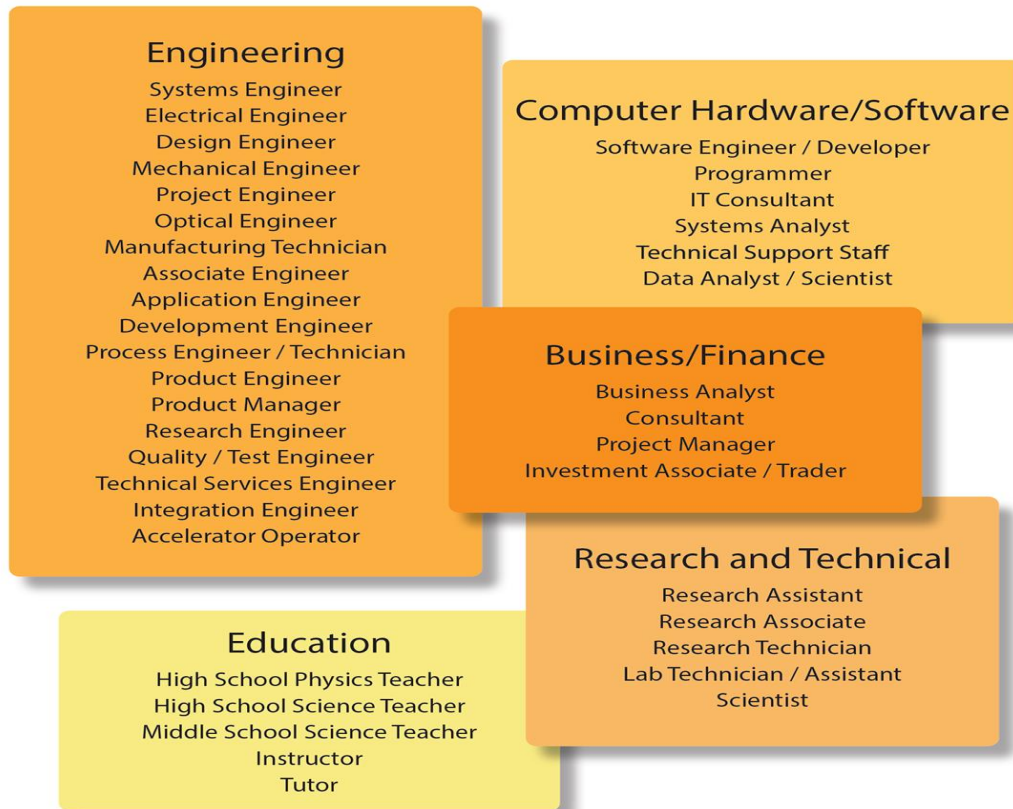 Engineering
Systems Engineer
Electrical Engineer
Design Engineer
Mechanical Engineer
Project Engineer
Optical Engineer
Manufacturing Technician
Associate Engineer
Application Engineer
Development Engineer
Process Engineer / Technician
Product Engineer
Product Manager
Research Engineer
Quality / Test Engineer
Technical Services Engineer
Integration Engineer
Accelerator Operator
Computer Hardware/Software
Software Engineer / Developer
Programmer
IT Consultant
Systems Analyst
Technical Support Staff
Data Analyst / Scientist
Business/Finance
Business Analyst
Consultant
Project Manager
Investment Associate / Trader
Research and Technical
Research Assistant
Research Associate
Research Technician
Lab Technician / Assistant
Scientist
Education
High School Physics Teacher
High School Science Teacher
Middle School Science Teacher
Instructor
Tutor